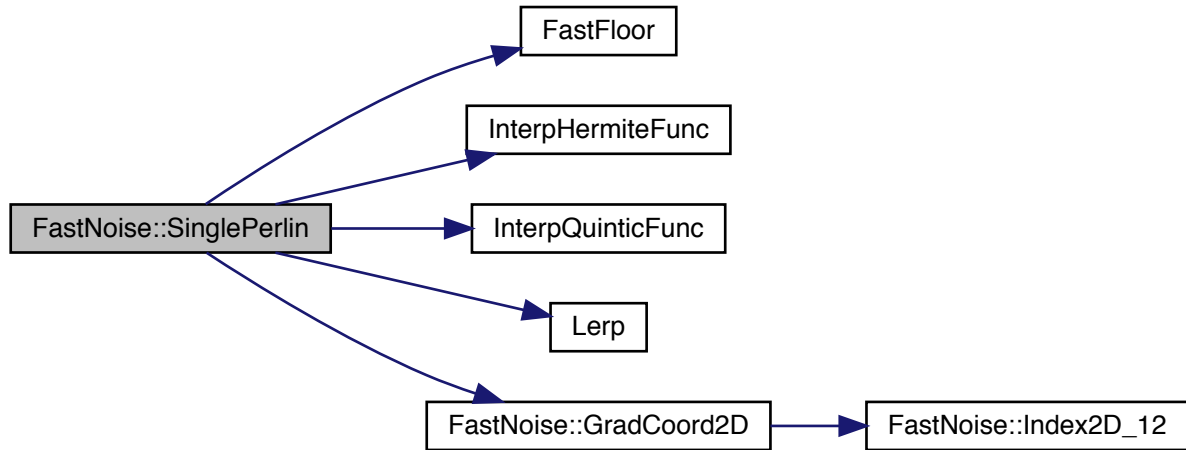 FastFloor
InterpHermiteFunc
FastNoise::SinglePerlin
InterpQuinticFunc
Lerp
FastNoise::GradCoord2D
FastNoise::Index2D_12